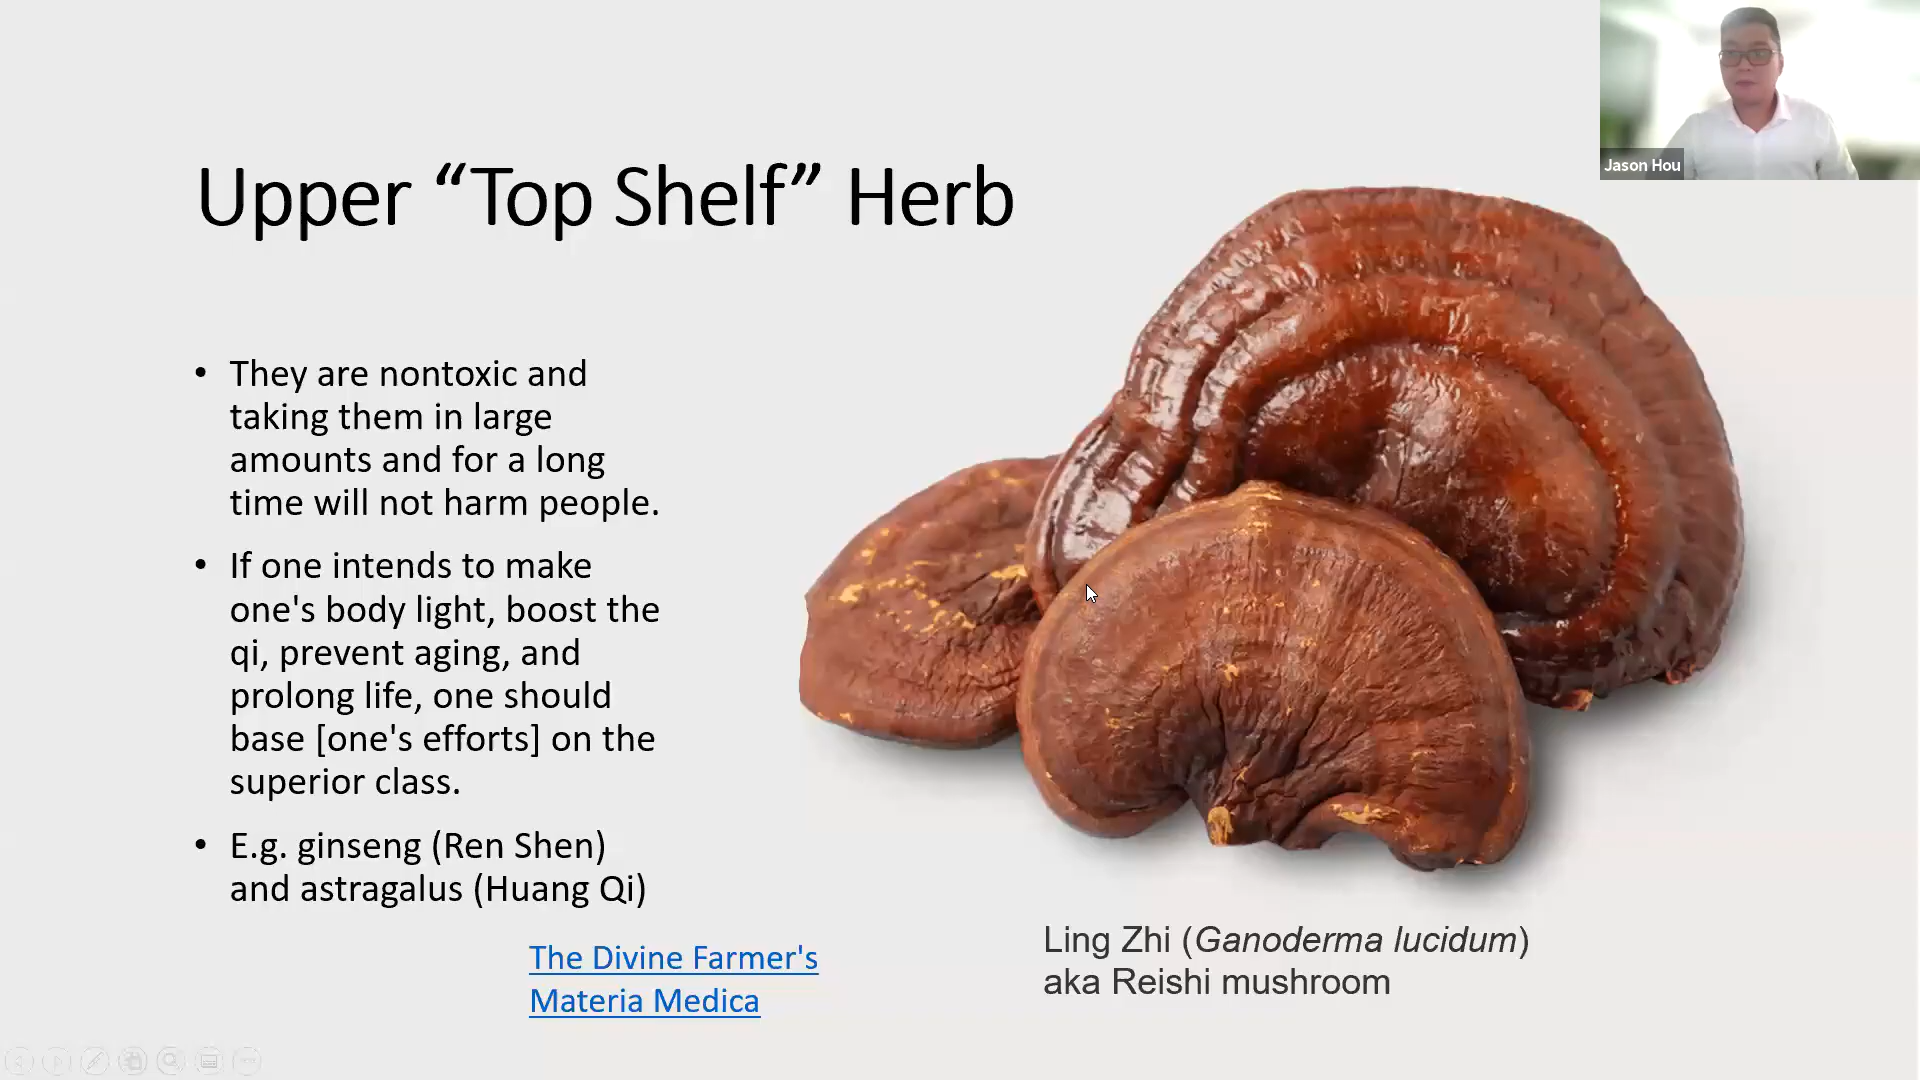 Jason Hou
Upper “Top Shelf” Herb
• They are nontoxic and
taking them in large
amounts and for a long
time will not harm people.
• If one intends to make
one's body light, boost the
qi, prevent aging, and
prolong life, one should
base [one's efforts] on the
superior class.
• E.g. ginseng (Ren Shen)
and astragalus (Huang Qi)
The Divine Farmer's
Materia Medica
Ling Zhi (Ganoderma lucidum)
aka Reishi mushroom